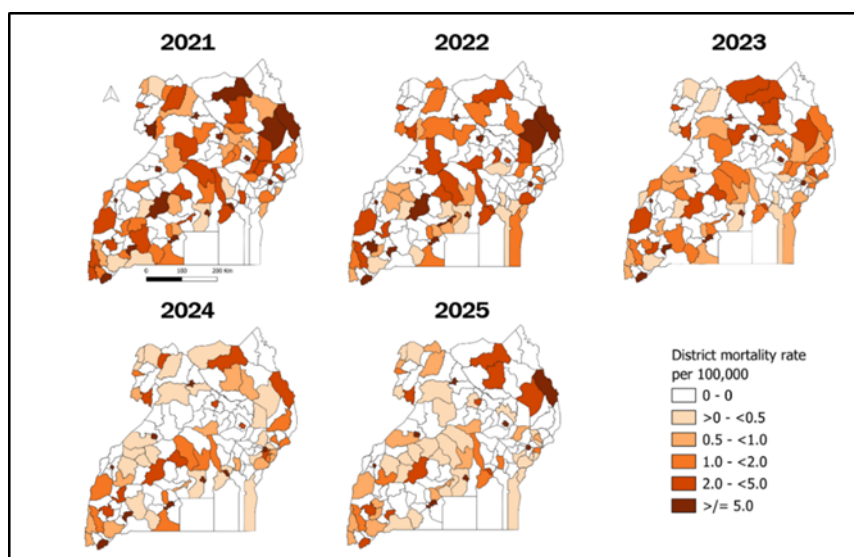 2021
2022
2023
0 100 200 Km
2024
2025
District mortality rate
per 100,000
0 - 0
>0 - <0.5
0.5 - <1.0
1.0 - <2.0
2.0 - <5.0
>/= 5.0